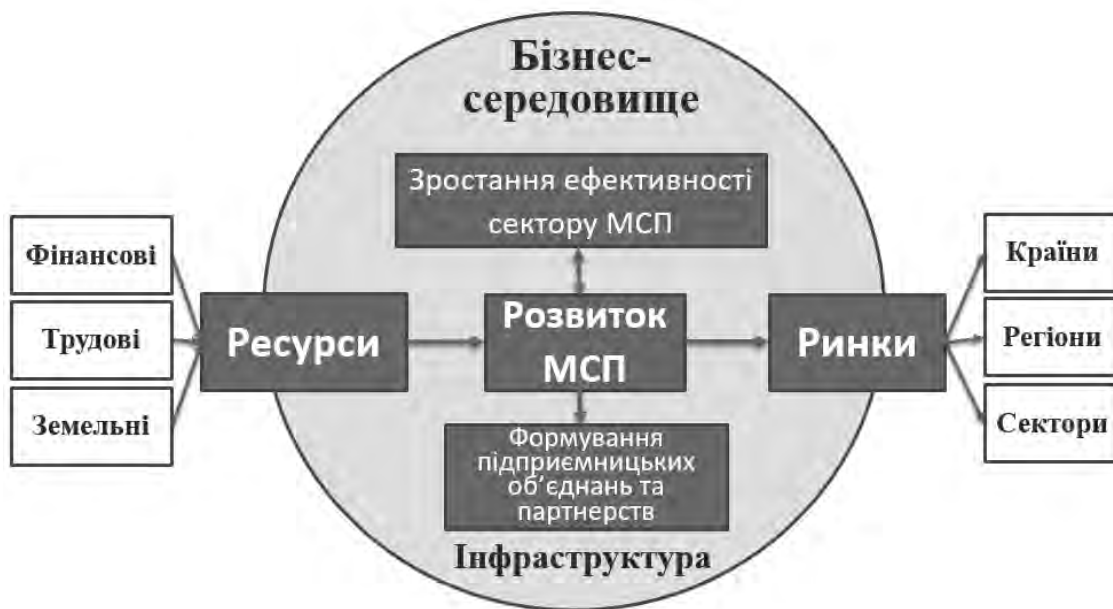 Бізнес-
середовище
Зростання ефективності
сектору МСП
Фінансові
Трудові
Земельні
Ресурси
Розвиток
МСП
Ринки
Країни
Регіони
Сектори
Формування
підприємницьких
об’єднань та
партнерств
Інфраструктура